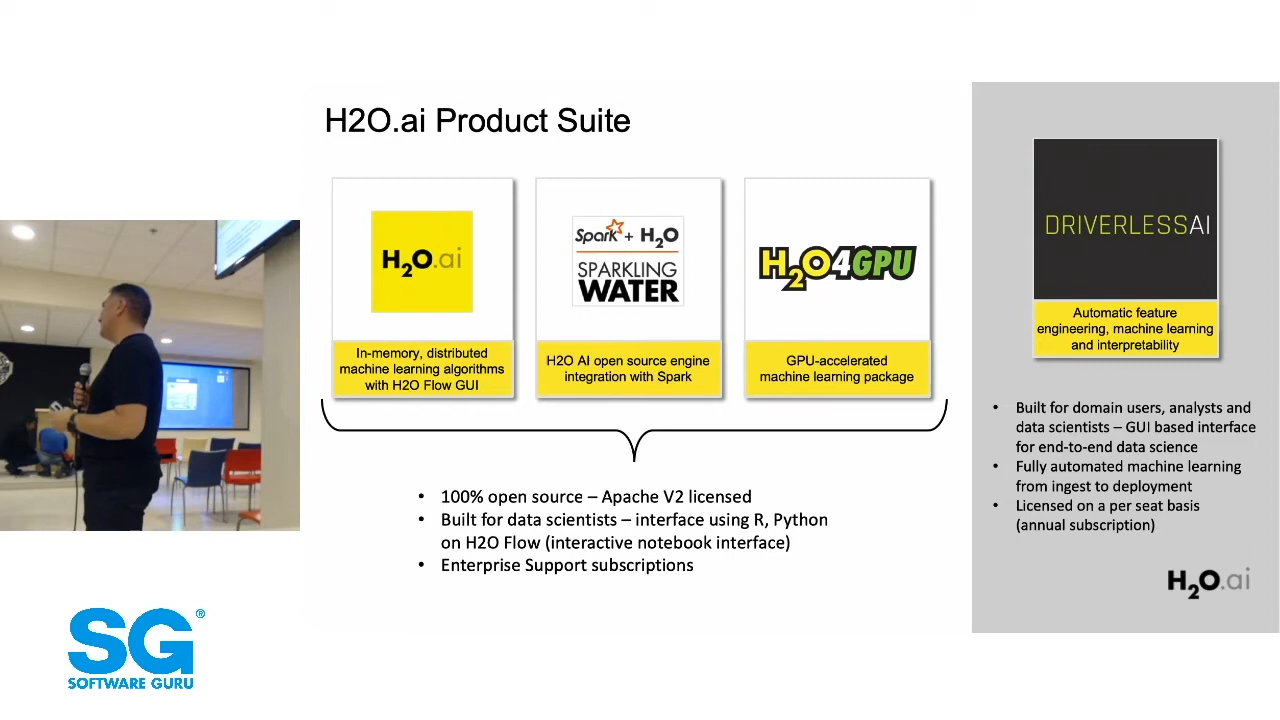 H2O.ai Product Suite
H2O.ai
In-memory, distributed
machine learning algorithms
with H2O Flow GUI
Spark + H2O
SPARKLING
WATER
H2O AI open source engine
integration with Spark
H2O4GPU
GPU-accelerated
machine learning package
• 100% open source – Apache V2 licensed
• Built for data scientists – interface using R, Python
on H2O Flow (interactive notebook interface)
• Enterprise Support subscriptions
DRIVERLESSAI
Automatic feature
engineering, machine learning
and interpretability
• Built for domain users, analysts and
data scientists – GUI based interface
for end-to-end data science
• Fully automated machine learning
from ingest to deployment
• Licensed on a per seat basis
(annual subscription)
H2O.ai
SG®
SOFTWARE GURU